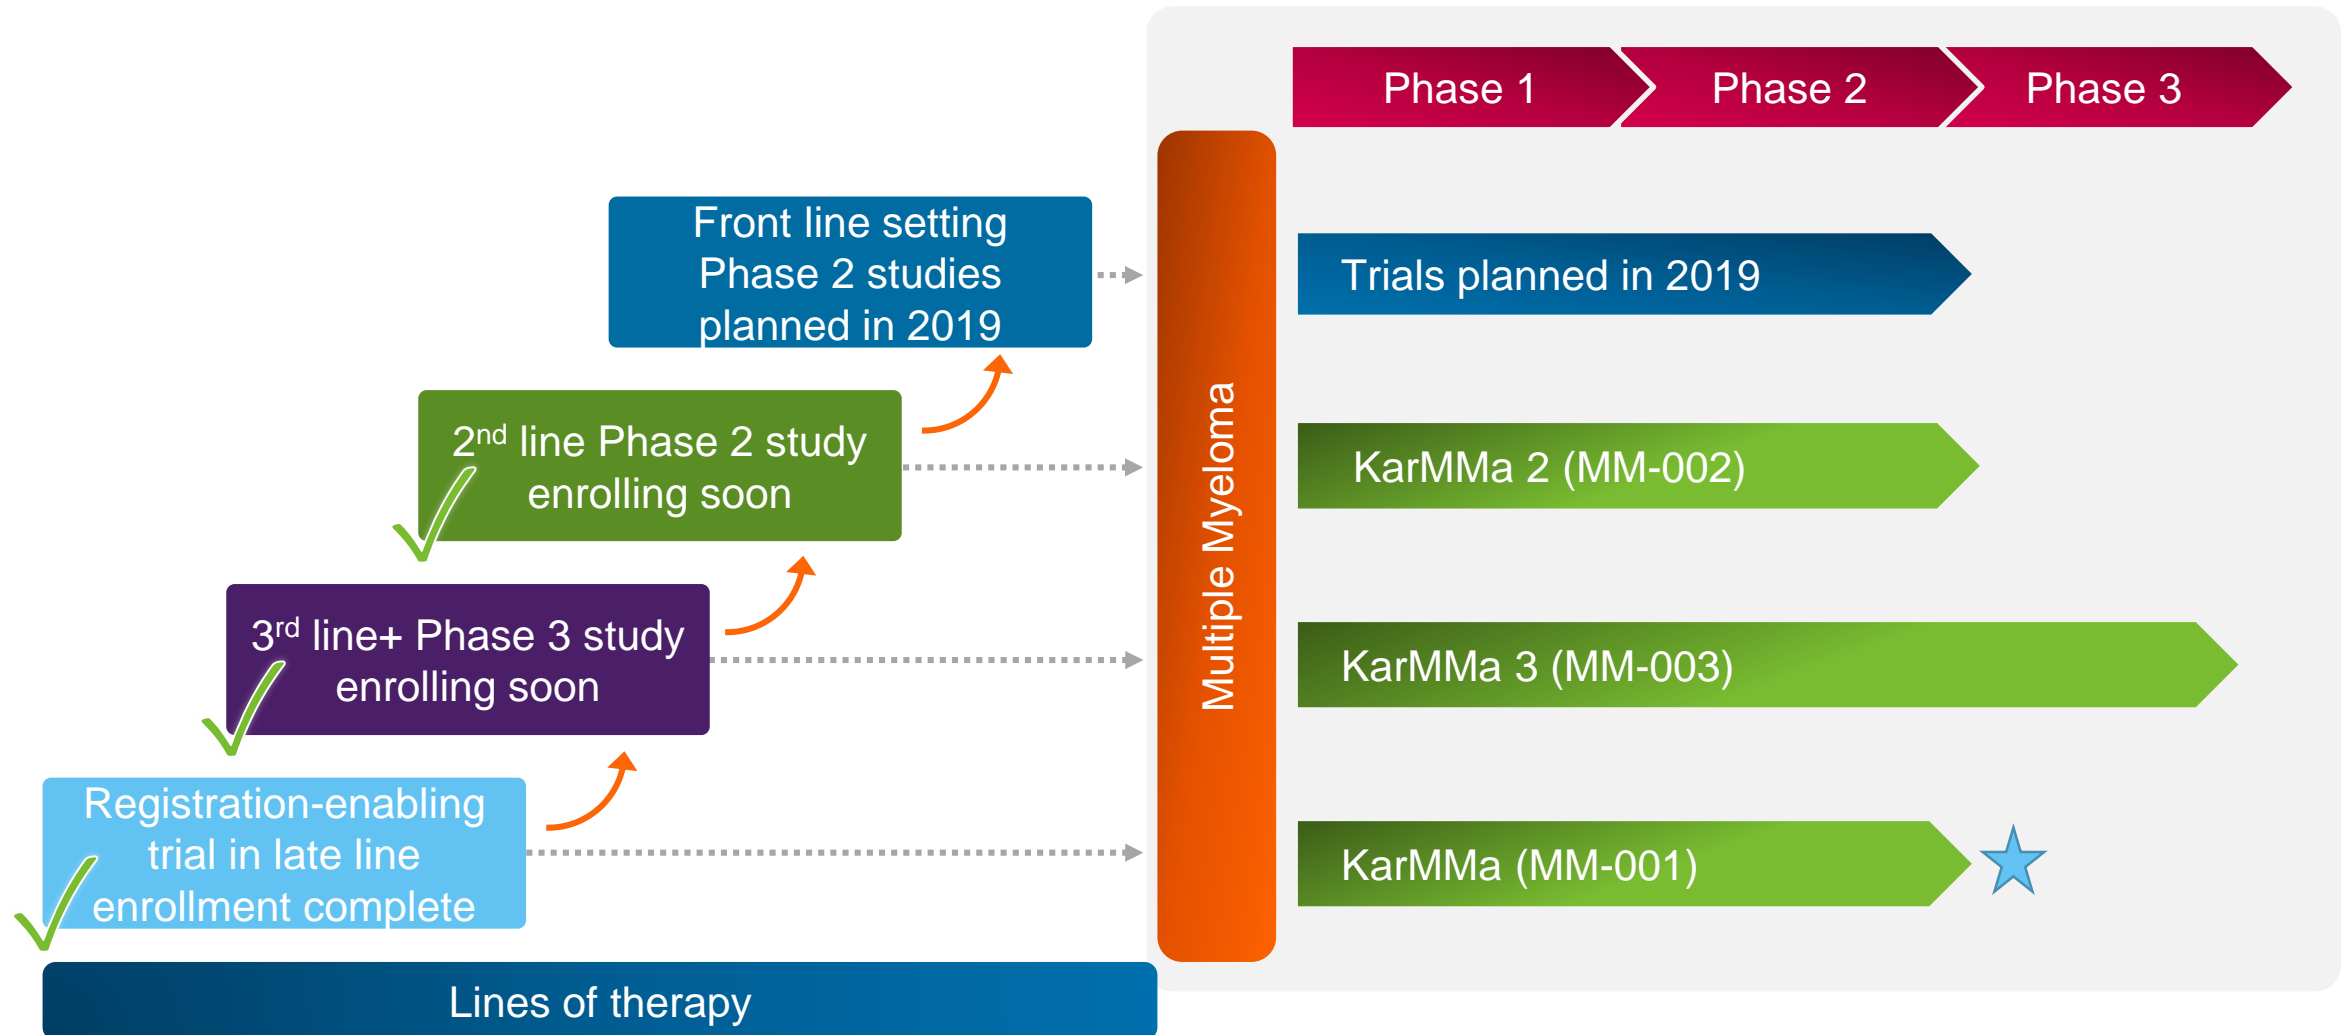 Phase 1
Phase 2
Phase 3
Front line setting
Phase 2 studies
planned in 2019
Trials planned in 2019
2nd line Phase 2 study
enrolling soon
KarMMa 2 (MM-002)
Multiple Myeloma
3rd line+ Phase 3 study
enrolling soon
KarMMa 3 (MM-003)
Registration-enabling
trial in late line
enrollment complete
KarMMa (MM-001)
Lines of therapy